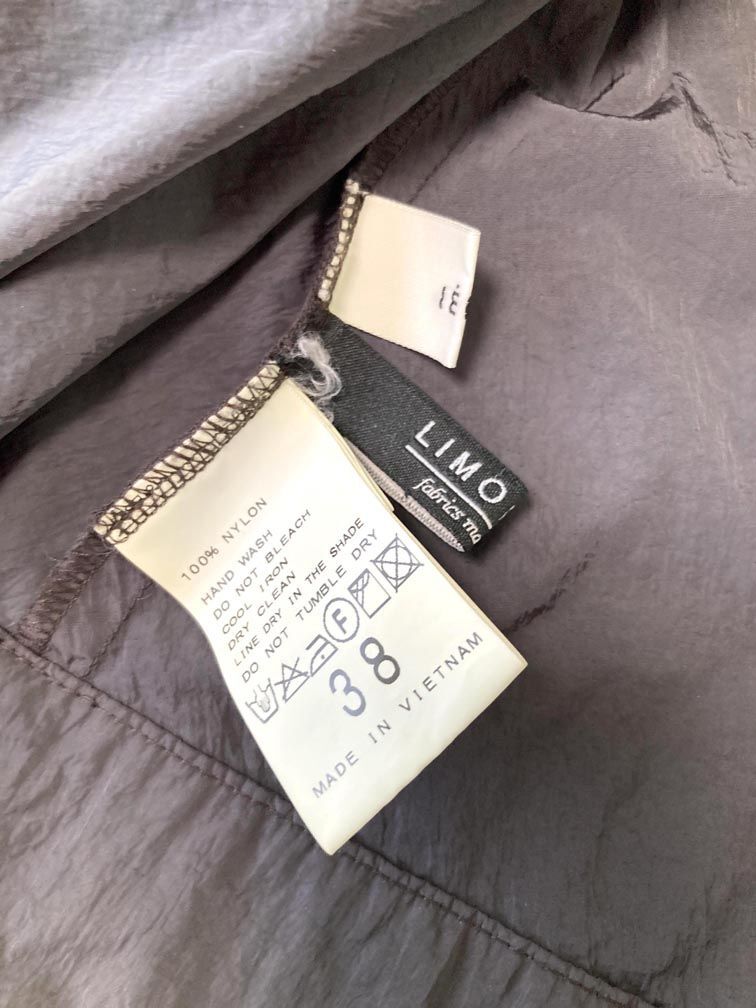 LIMO
fabrics ma
100% NYLON
HAND WASH
DO NOT BLEACH
COOL IRON
DRY CLEAN
LINE DRY IN THE SHADE
DO NOT TUMBLE DRY
F
38
MADE IN VIETNAM